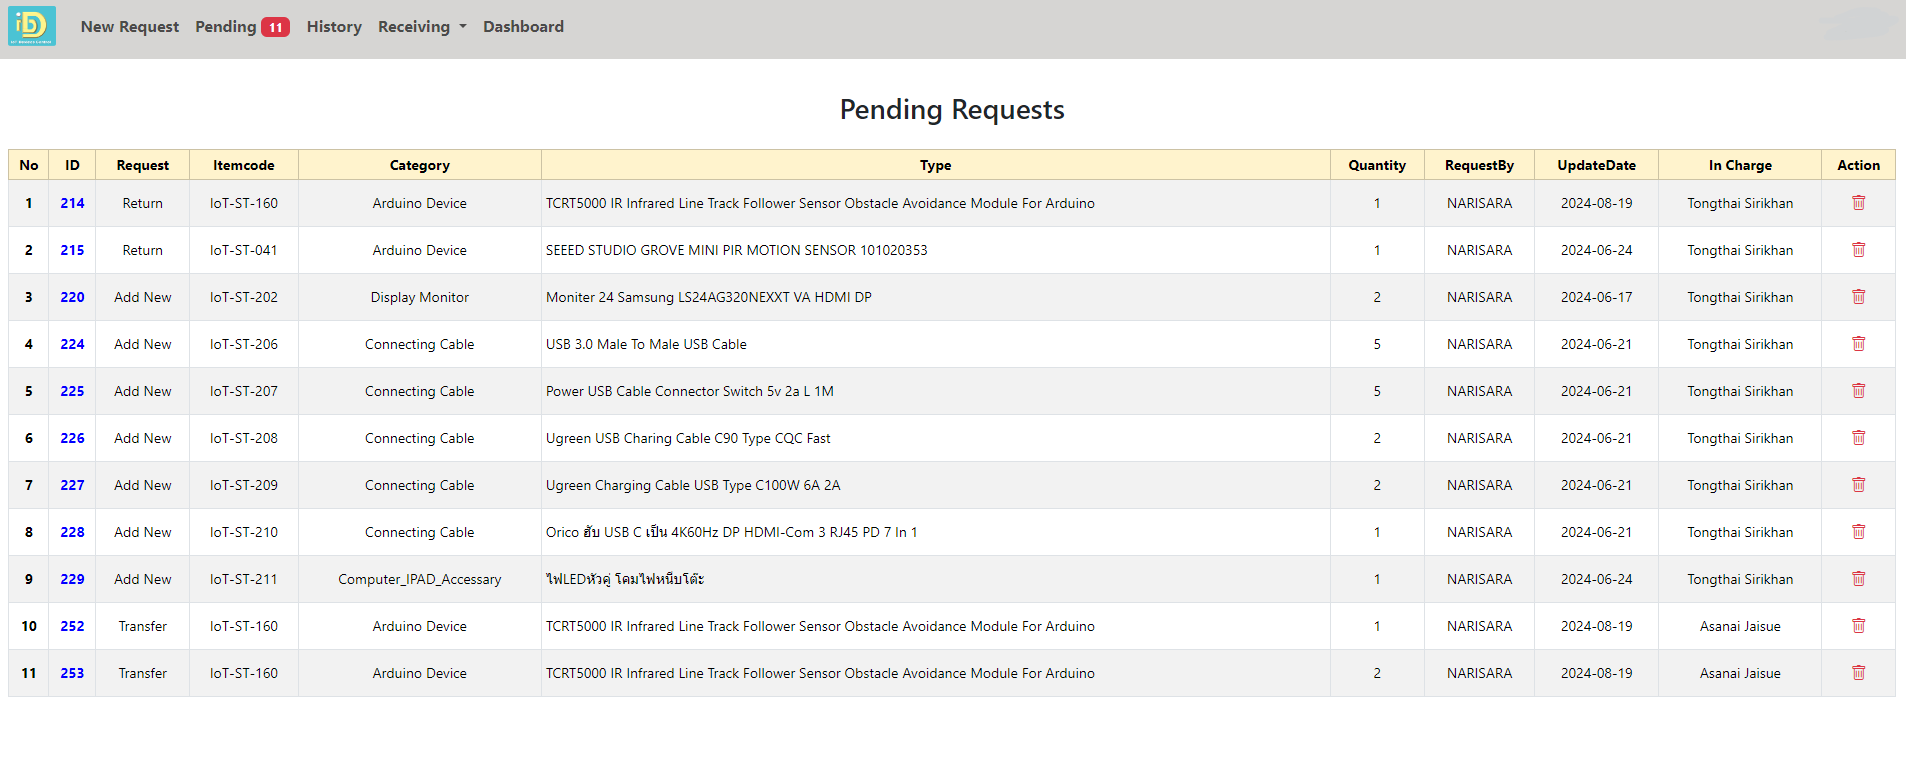 New Request Pending 11 History Receiving Dashboard
Pending Requests
No ID Request Itemcode Category Type Quantity RequestBy UpdateDate In Charge Action
1 214 Return IoT-ST-160 Arduino Device TCRT5000 IR Infrared Line Track Follower Sensor Obstacle Avoidance Module For Arduino 1 NARISARA 2024-08-19 Tongthai Sirikhan
2 215 Return IoT-ST-041 Arduino Device SEEED STUDIO GROVE MINI PIR MOTION SENSOR 101020353 1 NARISARA 2024-06-24 Tongthai Sirikhan
3 220 Add New IoT-ST-202 Display Monitor Moniter 24 Samsung LS24AG320NEXXT VA HDMI DP 2 NARISARA 2024-06-17 Tongthai Sirikhan
4 224 Add New IoT-ST-206 Connecting Cable USB 3.0 Male To Male USB Cable 5 NARISARA 2024-06-21 Tongthai Sirikhan
5 225 Add New IoT-ST-207 Connecting Cable Power USB Cable Connector Switch 5v 2a L 1M 5 NARISARA 2024-06-21 Tongthai Sirikhan
6 226 Add New IoT-ST-208 Connecting Cable Ugreen USB Charing Cable C90 Type CQC Fast 2 NARISARA 2024-06-21 Tongthai Sirikhan
7 227 Add New IoT-ST-209 Connecting Cable Ugreen Charging Cable USB Type C100W 6A 2A 2 NARISARA 2024-06-21 Tongthai Sirikhan
8 228 Add New IoT-ST-210 Connecting Cable Orico ฮับ USB C เป็น 4K60Hz DP HDMI-Com 3 RJ45 PD 7 In 1 1 NARISARA 2024-06-21 Tongthai Sirikhan
9 229 Add New IoT-ST-211 Computer_IPAD_Accessary ไฟLEDหัวคู่ โคมไฟหนีบโต๊ะ 1 NARISARA 2024-06-24 Tongthai Sirikhan
10 252 Transfer IoT-ST-160 Arduino Device TCRT5000 IR Infrared Line Track Follower Sensor Obstacle Avoidance Module For Arduino 1 NARISARA 2024-08-19 Asanai Jaisue
11 253 Transfer IoT-ST-160 Arduino Device TCRT5000 IR Infrared Line Track Follower Sensor Obstacle Avoidance Module For Arduino 2 NARISARA 2024-08-19 Asanai Jaisue